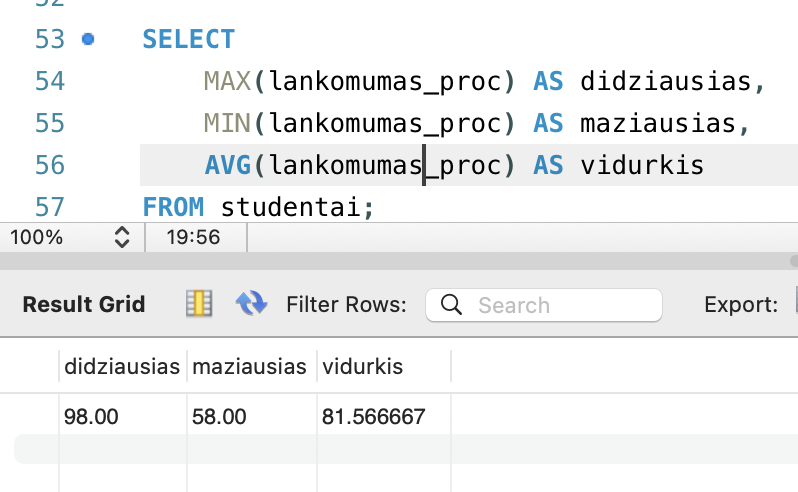 52
53 SELECT
54 MAX(lankomumas_proc) AS didziausias,
55 MIN(lankomumas_proc) AS maziausias,
56 AVG(lankomumas_proc) AS vidurkis
57 FROM studentai;
100% 19:56
Result Grid Filter Rows: Search Export:
didziausias maziausias vidurkis
98.00 58.00 81.566667